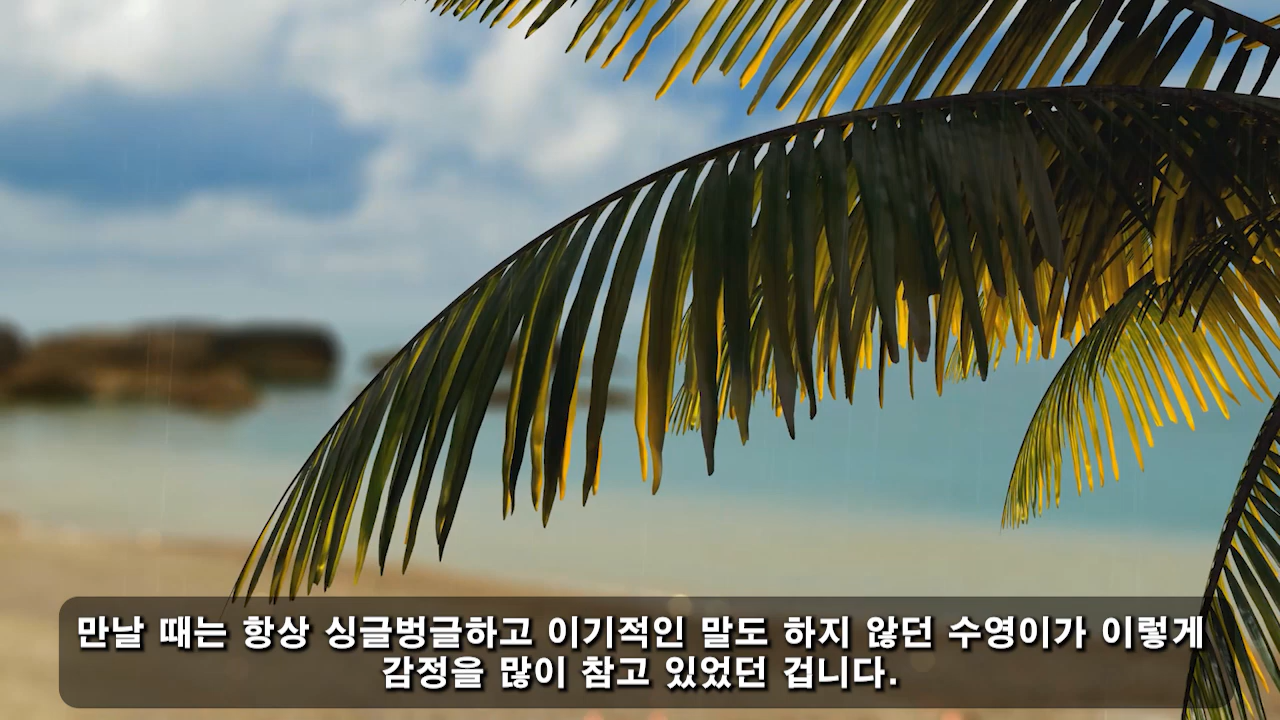 만날 때는 항상 싱글벙글하고 이기적인 말도 하지 않던 수영이가 이렇게
감정을 많이 참고 있었던 겁니다.